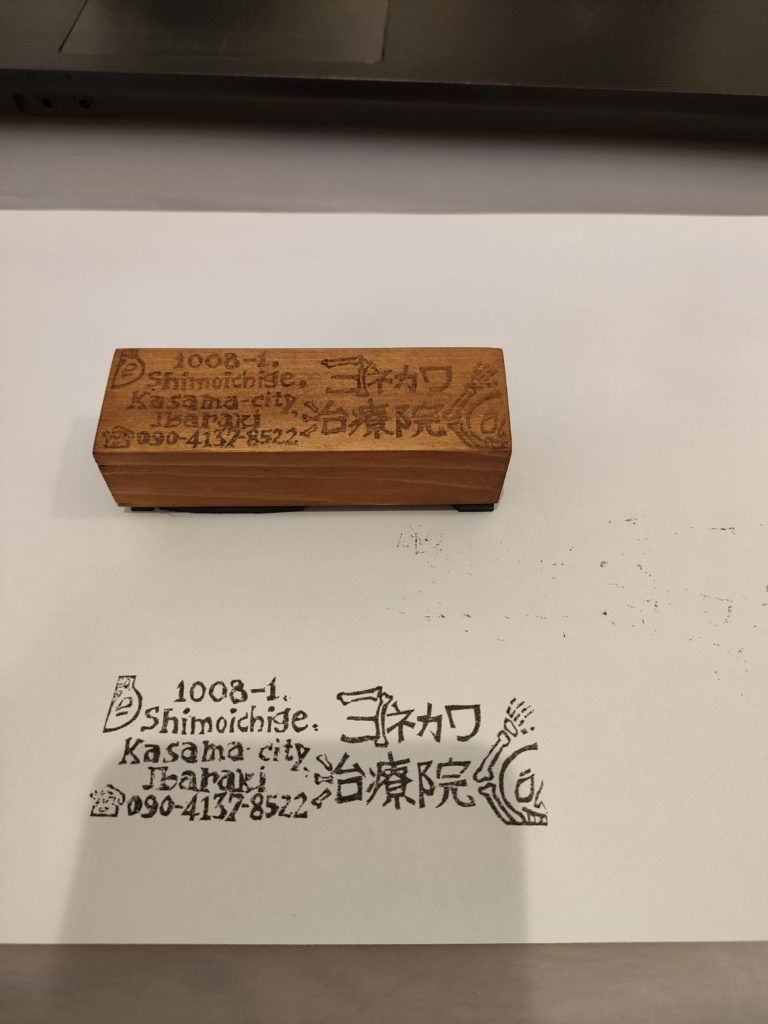 1008-1.
Shimoichige.
Kasama-city,
Ibaraki
☎090-4137-8522
ヨネカワ
治療院
1008-1.
Shimoichige.
Kasama-city,
Ibaraki
☎090-4137-8522
ヨネカワ
治療院